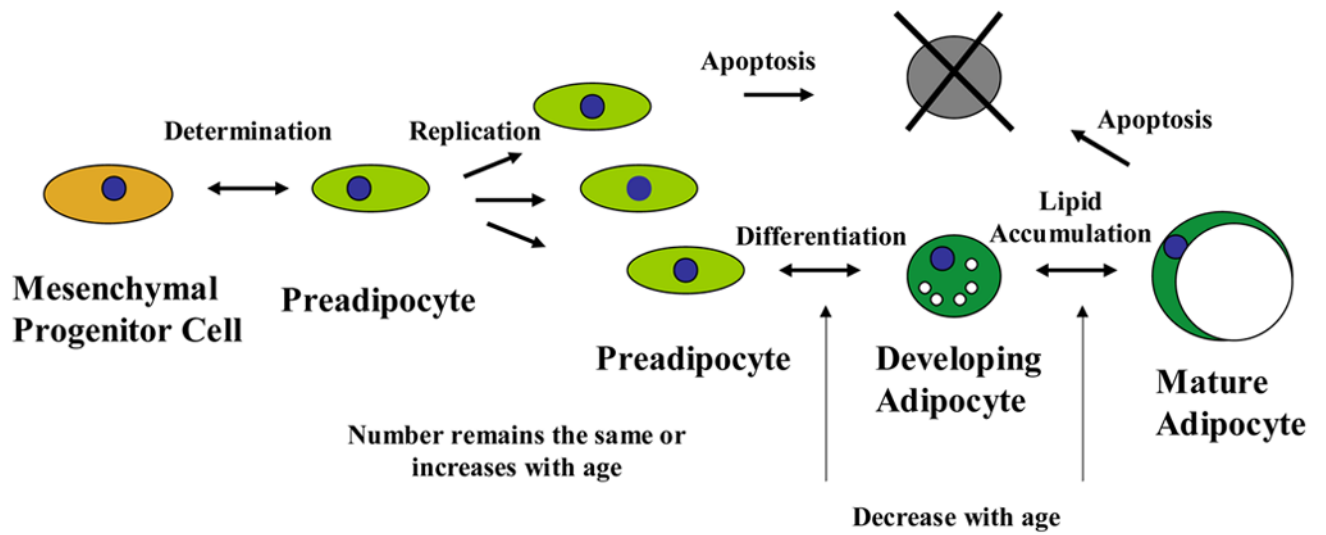 Apoptosis
Apoptosis
Determination
Replication
Lipid
Accumulation
Differentiation
Mesenchymal
Progenitor Cell
Preadipocyte
Preadipocyte
Developing
Adipocyte
Mature
Adipocyte
Number remains the same or
increases with age
Decrease with age